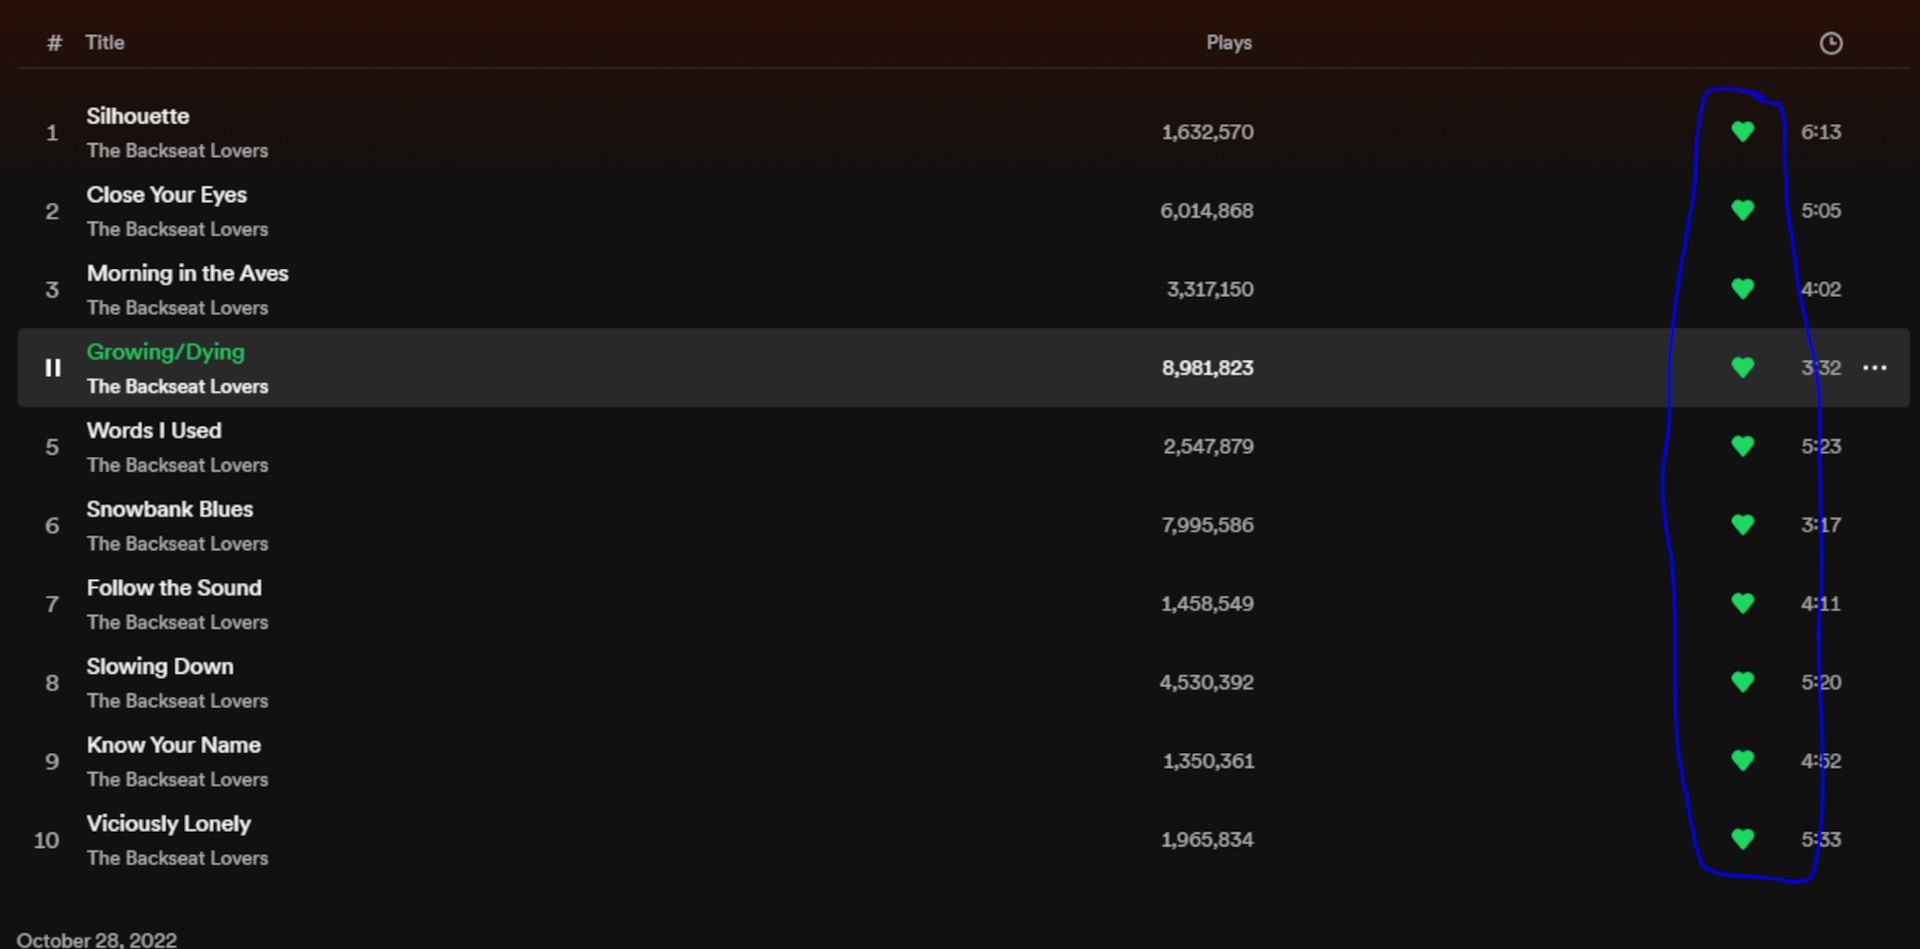 # Title Plays
1 Silhouette 1,632,570 6:13
The Backseat Lovers
2 Close Your Eyes 6,014,868 5:05
The Backseat Lovers
3 Morning in the Aves 3,317,150 4:02
The Backseat Lovers
Growing/Dying 8,981,823 3:32
The Backseat Lovers
5 Words I Used 2,547,879 5:23
The Backseat Lovers
6 Snowbank Blues 7,995,586 3:17
The Backseat Lovers
7 Follow the Sound 1,458,549 4:11
The Backseat Lovers
8 Slowing Down 4,530,392 5:20
The Backseat Lovers
9 Know Your Name 1,350,361 4:52
The Backseat Lovers
10 Viciously Lonely 1,965,834 5:33
The Backseat Lovers
October 28, 2022